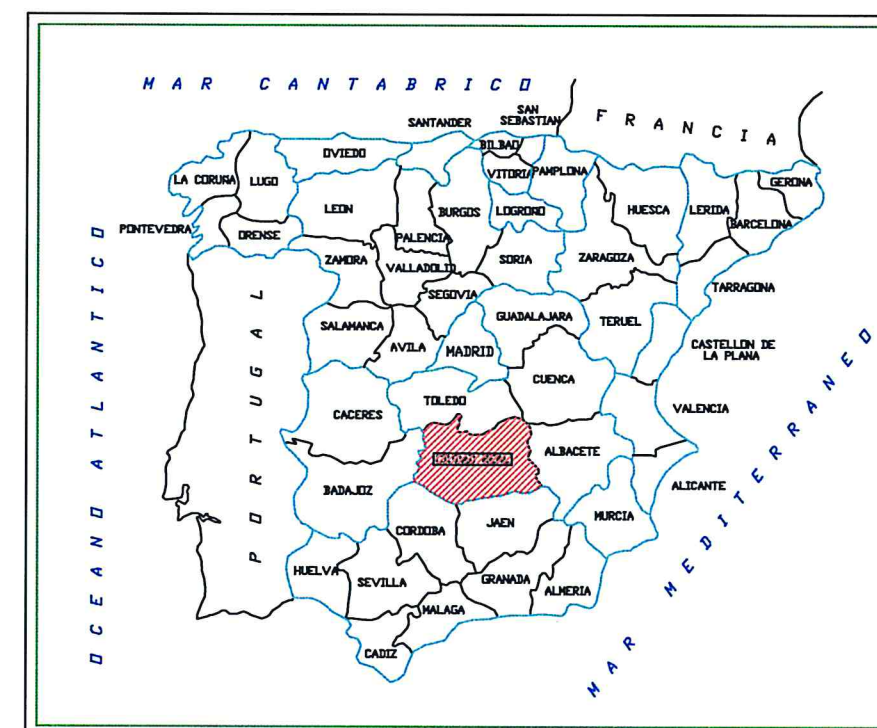 MAR CANTABRICO
FRANCIA
SAN
SEBASTIAN
SANTANDER
BILBAO
OVIEDO
LA CORUÑA
LUGO
VITORIA
PAMPLONA
GERONA
LEON
BURGOS
LOGROÑO
HUESCA
LERIDA
BARCELONA
PONTEVEDRA
ORENSE
PALENCIA
ZAMORA
VALLADOLID
SORIA
ZARAGOZA
SEGOVIA
TARRAGONA
SALAMANCA
GUADALAJARA
TERUEL
AVILA
MADRID
CASTELLON DE
LA PLANA
CUENCA
CACERES
TOLEDO
VALENCIA
ALBACETE
BADAJOZ
ALICANTE
CORDOBA
JAEN
MURCIA
HUELVA
SEVILLA
GRANADA
ALMERIA
MALAGA
CADIZ
PORTUGAL
OCEANO ATLANTICO
MAR MEDITERRANEO